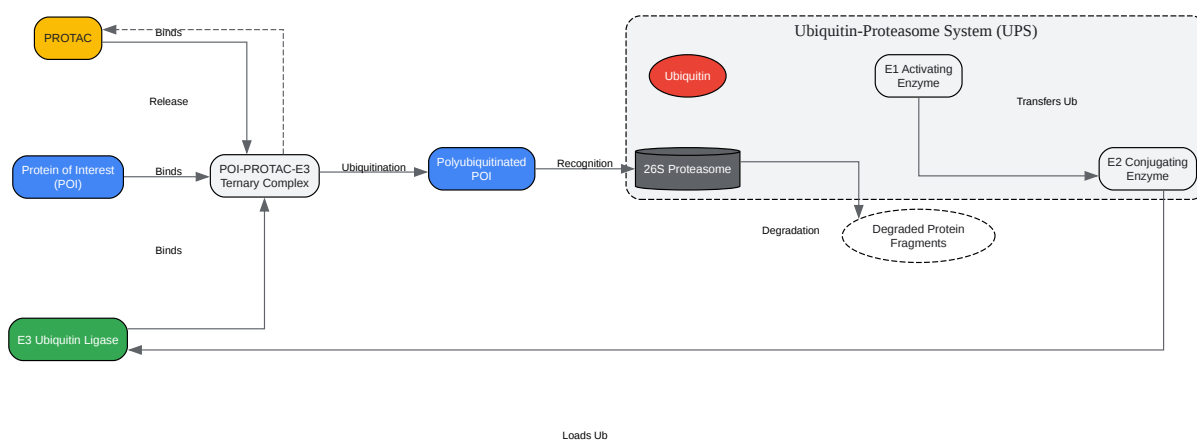 Ubiquitin-Proteasome System (UPS)
PROTAC
Binds
Ubiquitin
E1 Activating
Enzyme
Release
Transfers Ub
Protein of Interest
(POI)
Binds
POI-PROTAC-E3
Ternary Complex
Ubiquitination
Polyubiquitinated
POI
Recognition
26S Proteasome
E2 Conjugating
Enzyme
Binds
Degradation
Degraded Protein
Fragments
E3 Ubiquitin Ligase
Loads Ub